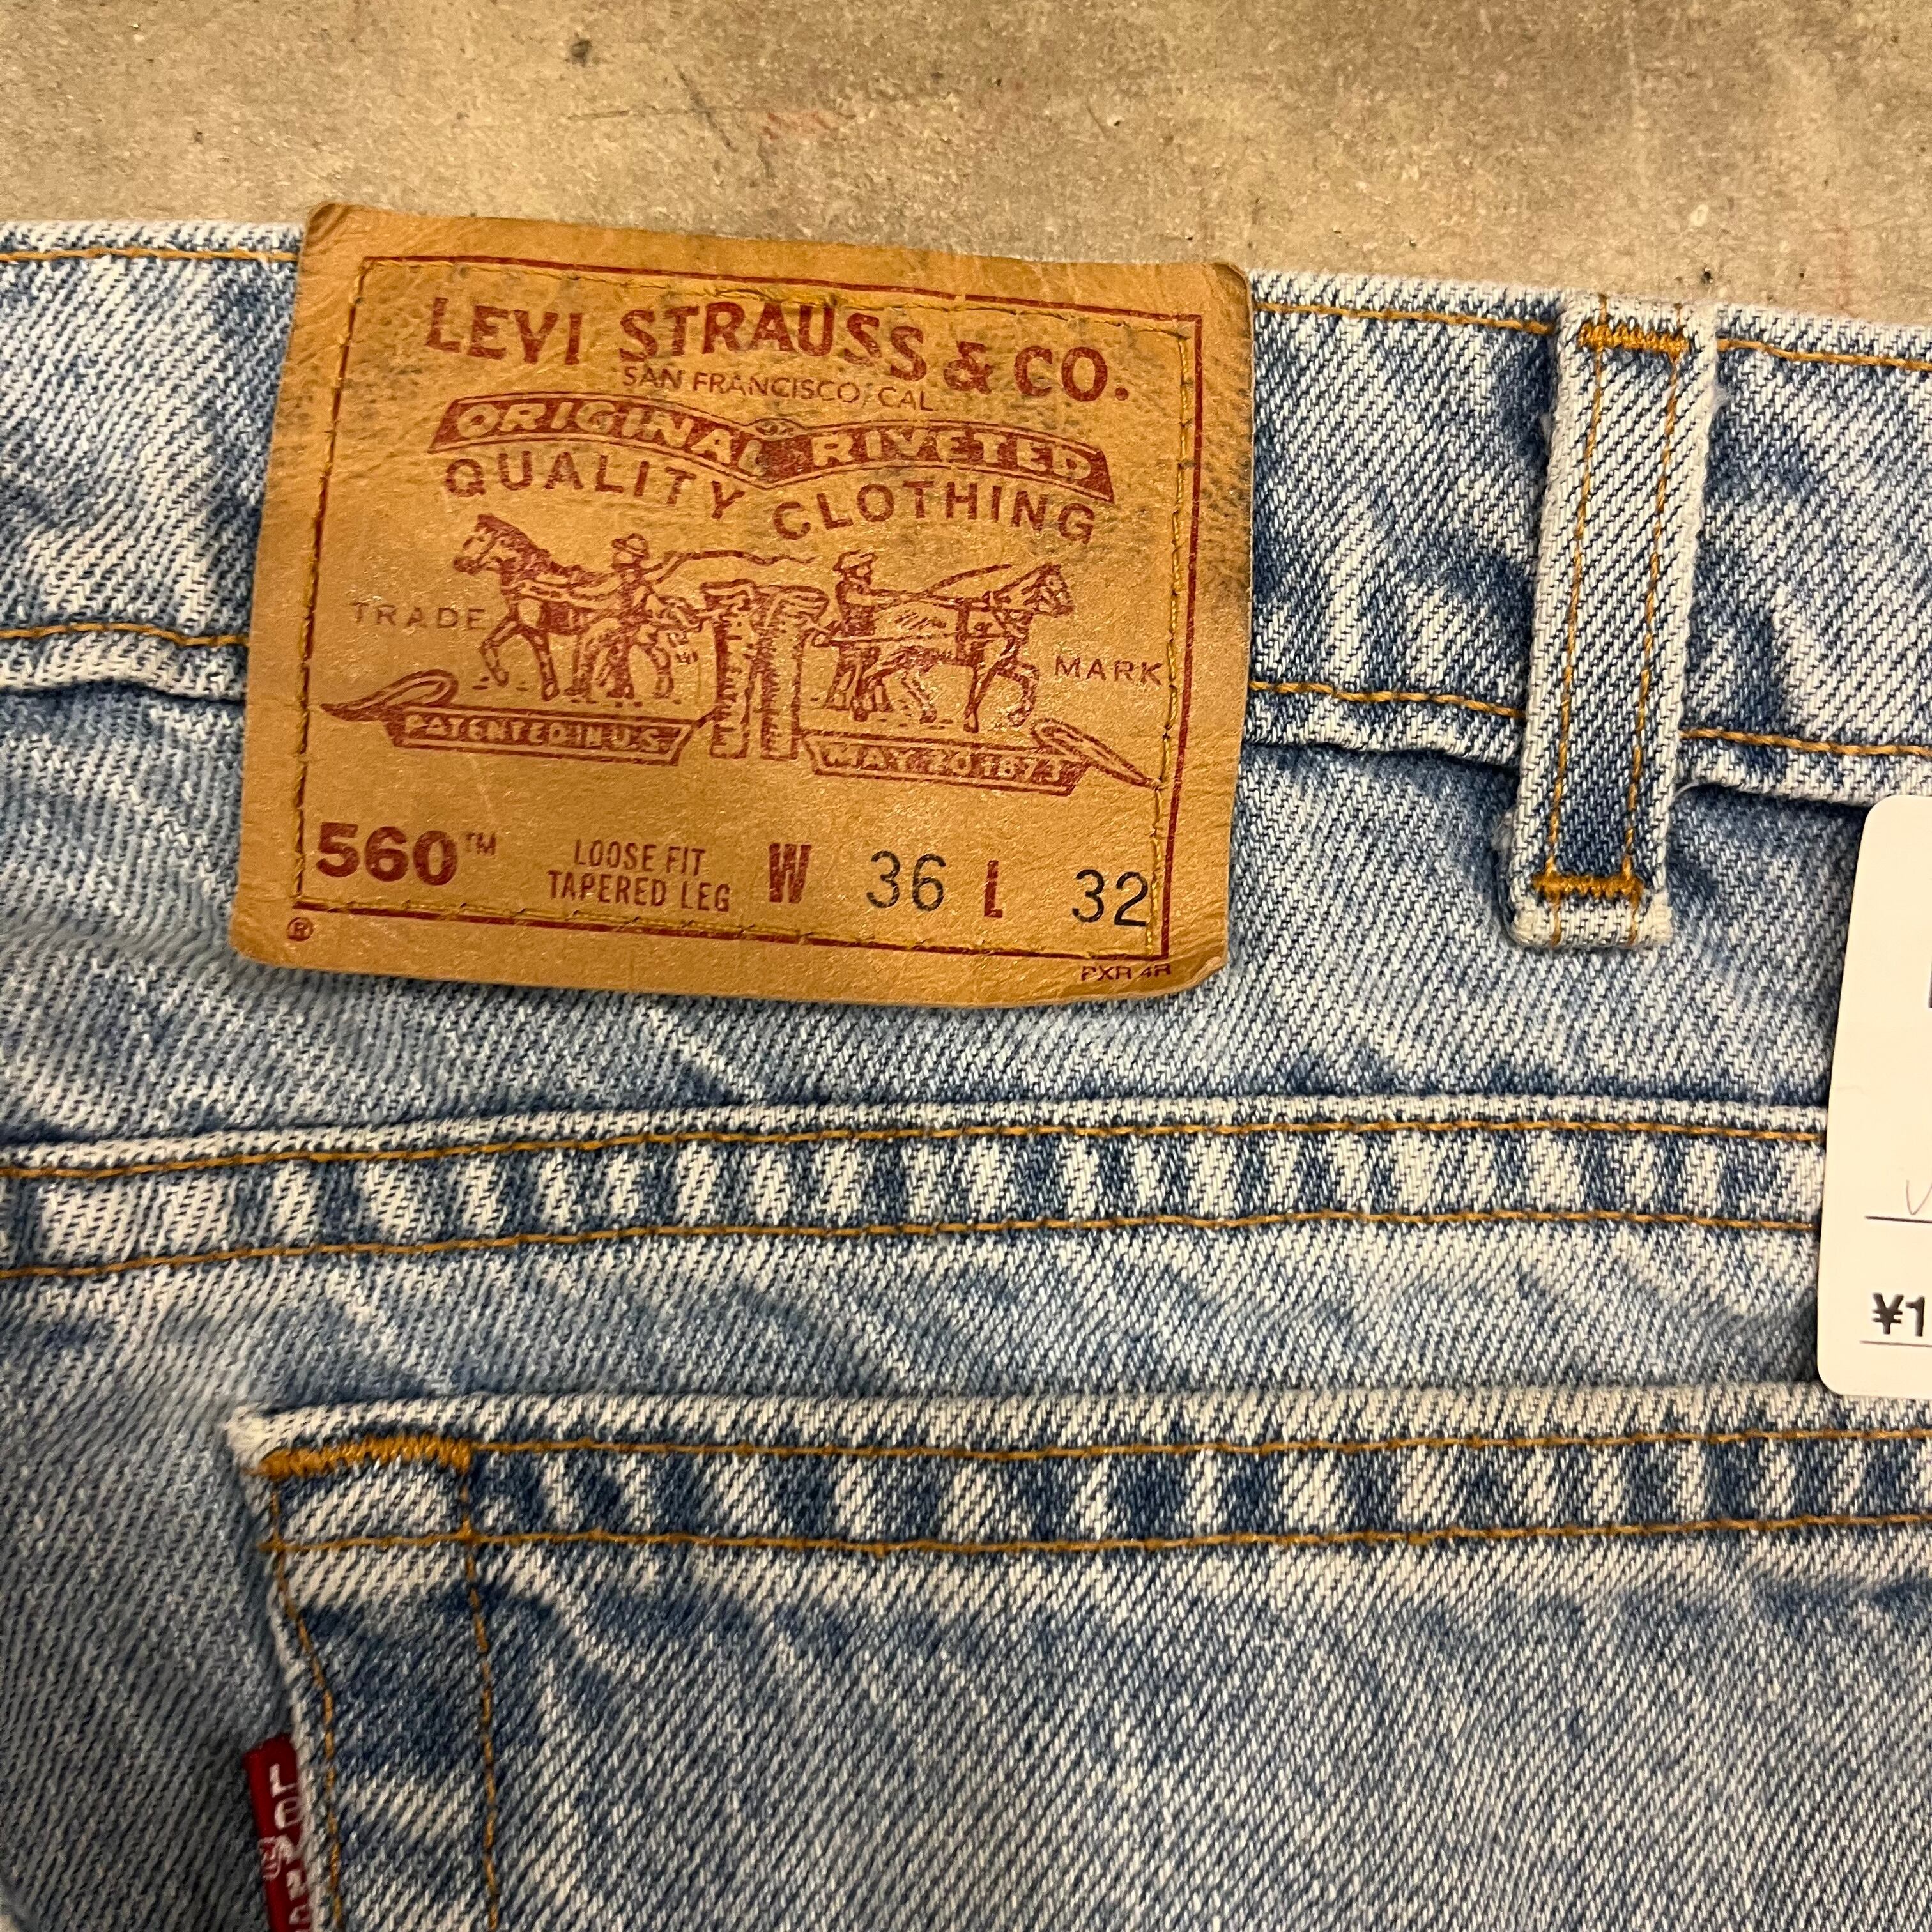 LEVI STRAUSS & CO.
SAN FRANCISCO, CAL
ORIGINAL RIVETED
QUALITY CLOTHING
TRADE MARK
PATENTED IN U.S. MAY 20 1873
560™ LOOSE FIT W 36 L 32
TAPERED LEG
®
¥1